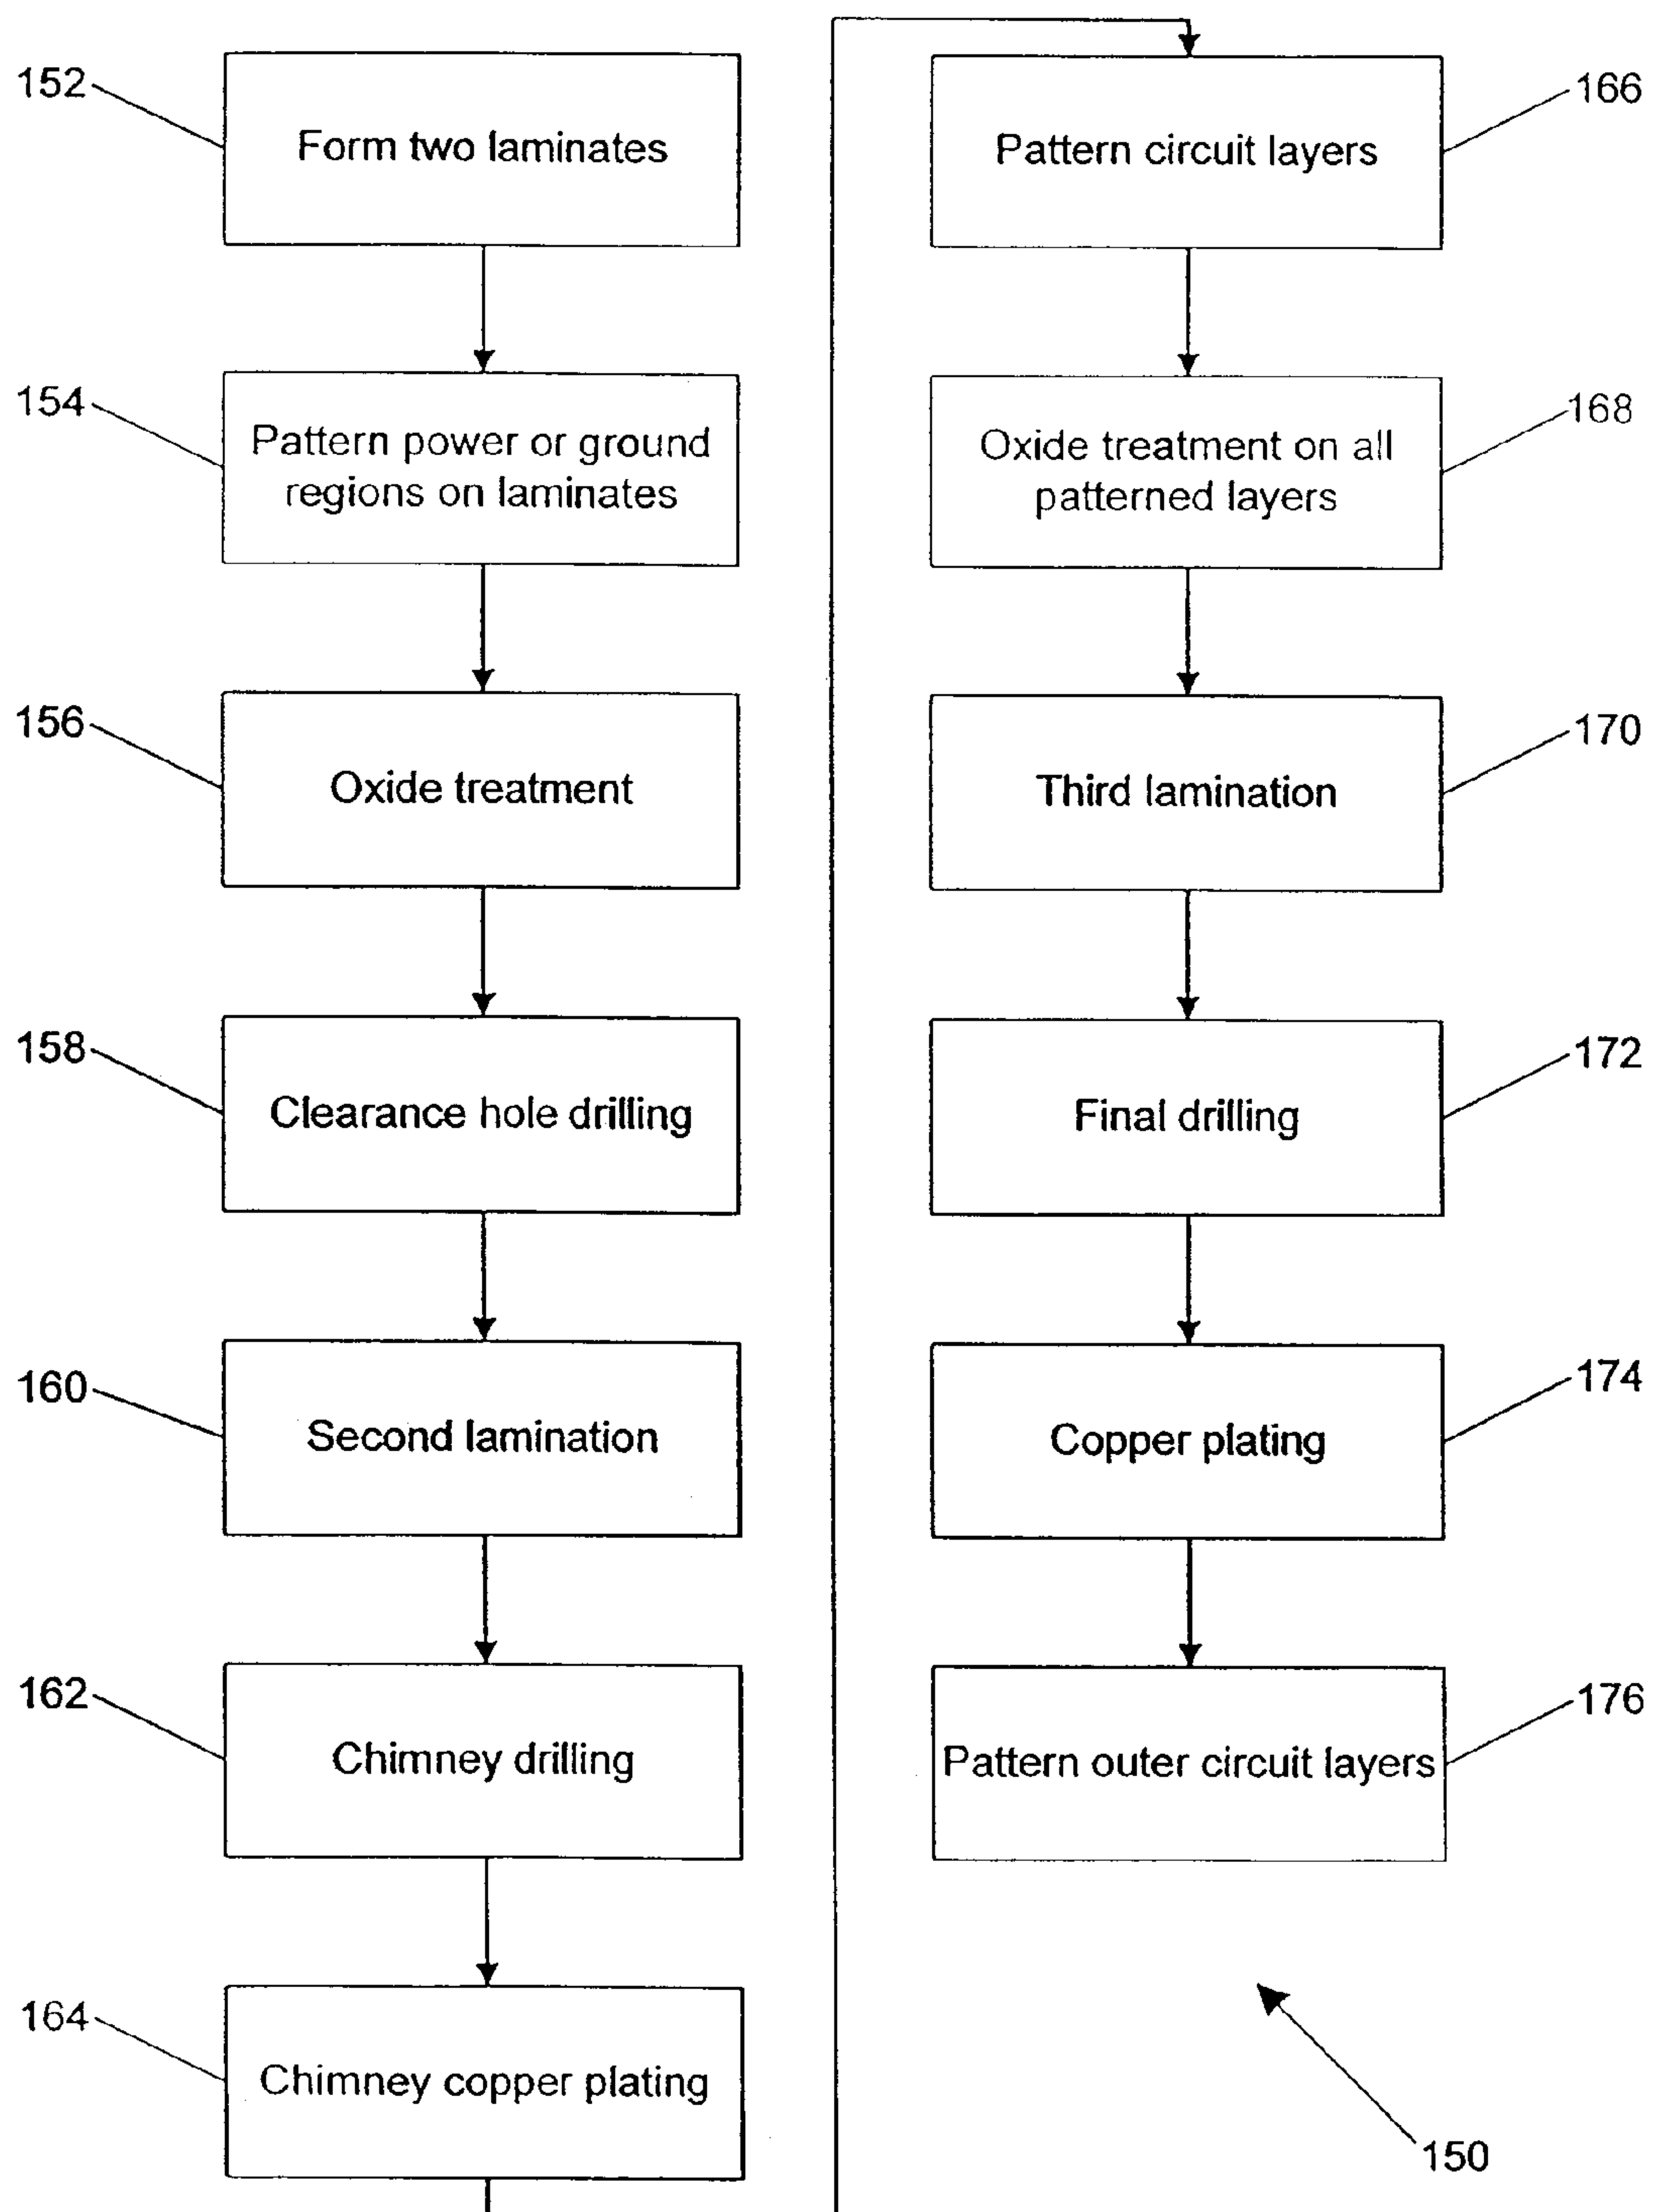 152
Form two laminates
154
Pattern power or ground
regions on laminates
156
Oxide treatment
158
Clearance hole drilling
160
Second lamination
162
Chimney drilling
164
Chimney copper plating
166
Pattern circuit layers
168
Oxide treatment on all
patterned layers
170
Third lamination
172
Final drilling
174
Copper plating
176
Pattern outer circuit layers
150